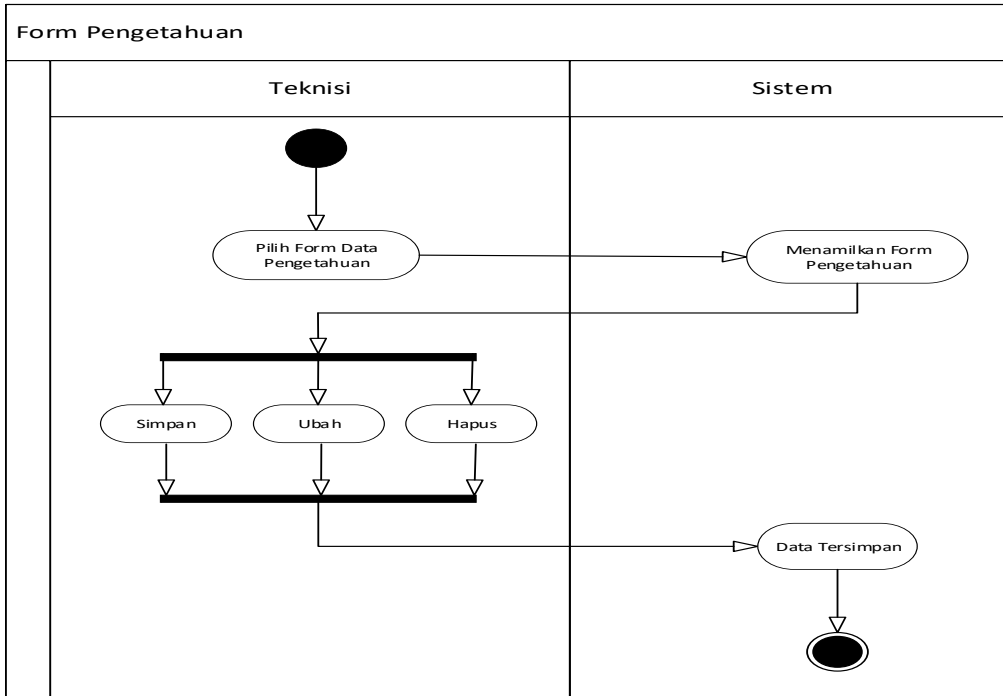 Form Pengetahuan
Teknisi
Sistem
Pilih Form Data
Pengetahuan
Menamilkan Form
Pengetahuan
Simpan
Ubah
Hapus
Data Tersimpan